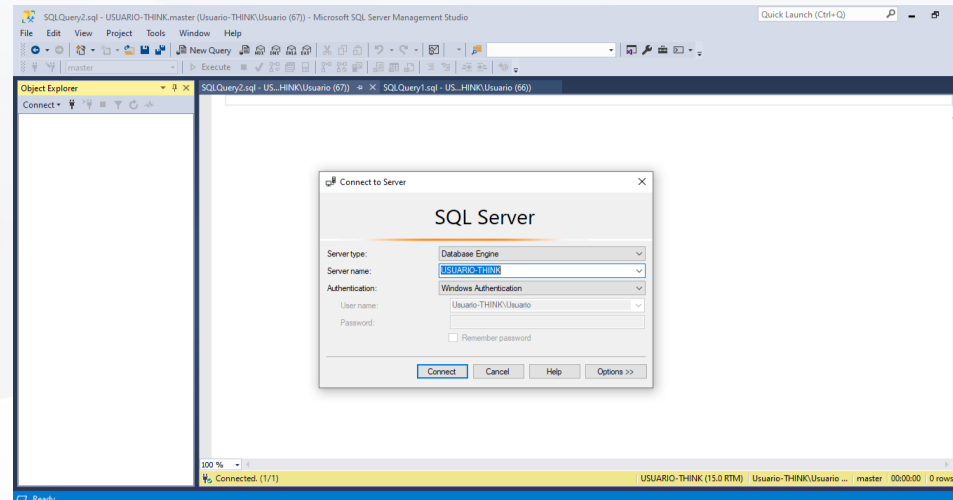 SQLQuery2.sql - USUARIO-THINK.master (Usuario-THINK\Usuario (67)) - Microsoft SQL Server Management Studio
Quick Launch (Ctrl+Q)
File Edit View Project Tools Window Help
New Query
master
Execute
Object Explorer
SQLQuery2.sql - US...HINK\Usuario (67))
SQLQuery1.sql - US...HINK\Usuario (66))
Connect
Connect to Server
SQL Server
Server type: Database Engine
Server name: USUARIO-THINK
Authentication: Windows Authentication
User name: Usuario-THINK\Usuario
Password:
Remember password
Connect Cancel Help Options >>
100 %
Connected. (1/1)
USUARIO-THINK (15.0 RTM) Usuario-THINK\Usuario ... master 00:00:00 0 rows
Ready